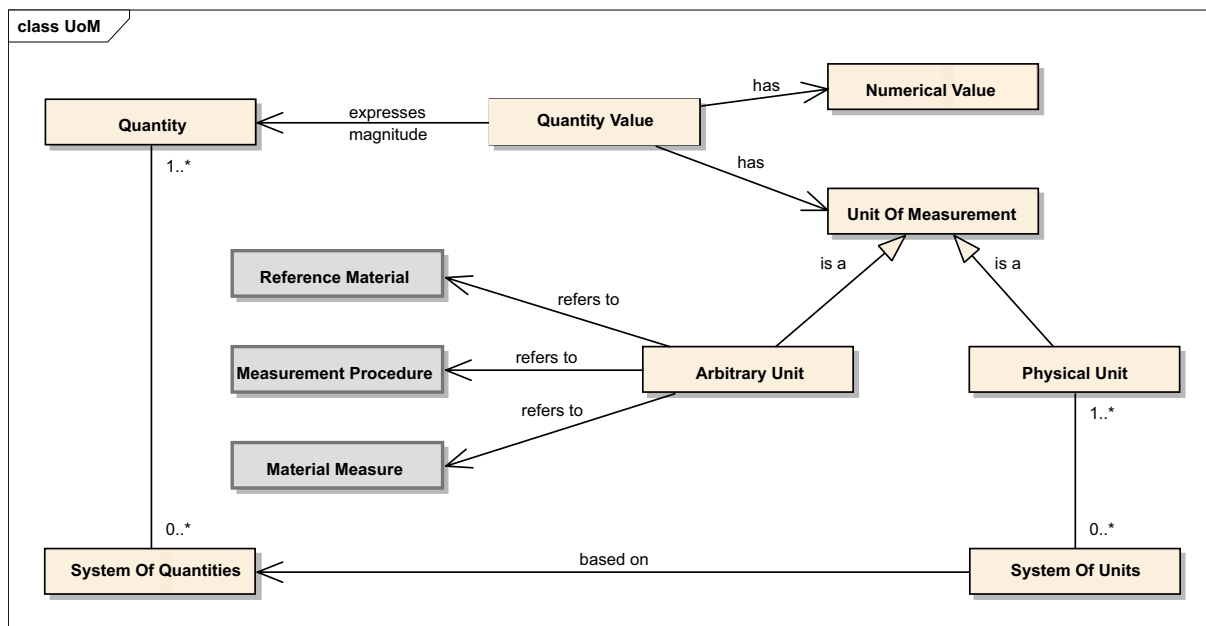 class UoM
Numerical Value
has
Quantity
expresses
magnitude
Quantity Value
has
1..*
Unit Of Measurement
is a
is a
Reference Material
refers to
Measurement Procedure
refers to
Arbitrary Unit
Physical Unit
refers to
1..*
Material Measure
0..*
0..*
System Of Quantities
based on
System Of Units